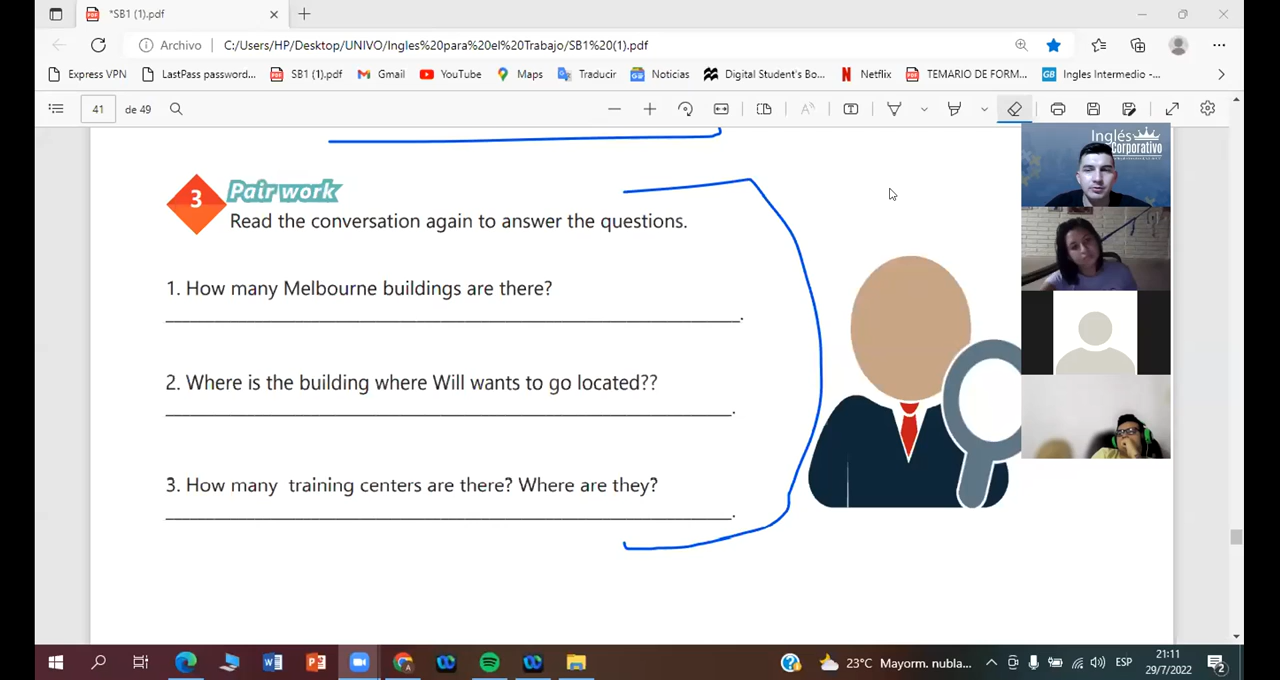 *SB1 (1).pdf
Archivo C:/Users/HP/Desktop/UNIVO/Ingles%20para%20el%20Trabajo/SB1%20(1).pdf
Express VPN LastPass password... SB1 (1).pdf Gmail YouTube Maps Traducir Noticias Digital Student's Bo... Netflix TEMARIO DE FORM... GB Ingles Intermedio -...
41 de 49
Inglés
Corporativo
3 Pair work
Read the conversation again to answer the questions.
1. How many Melbourne buildings are there?
2. Where is the building where Will wants to go located??
3. How many training centers are there? Where are they?
23°C Mayorm. nubla... ESP 21:11
29/7/2022 2